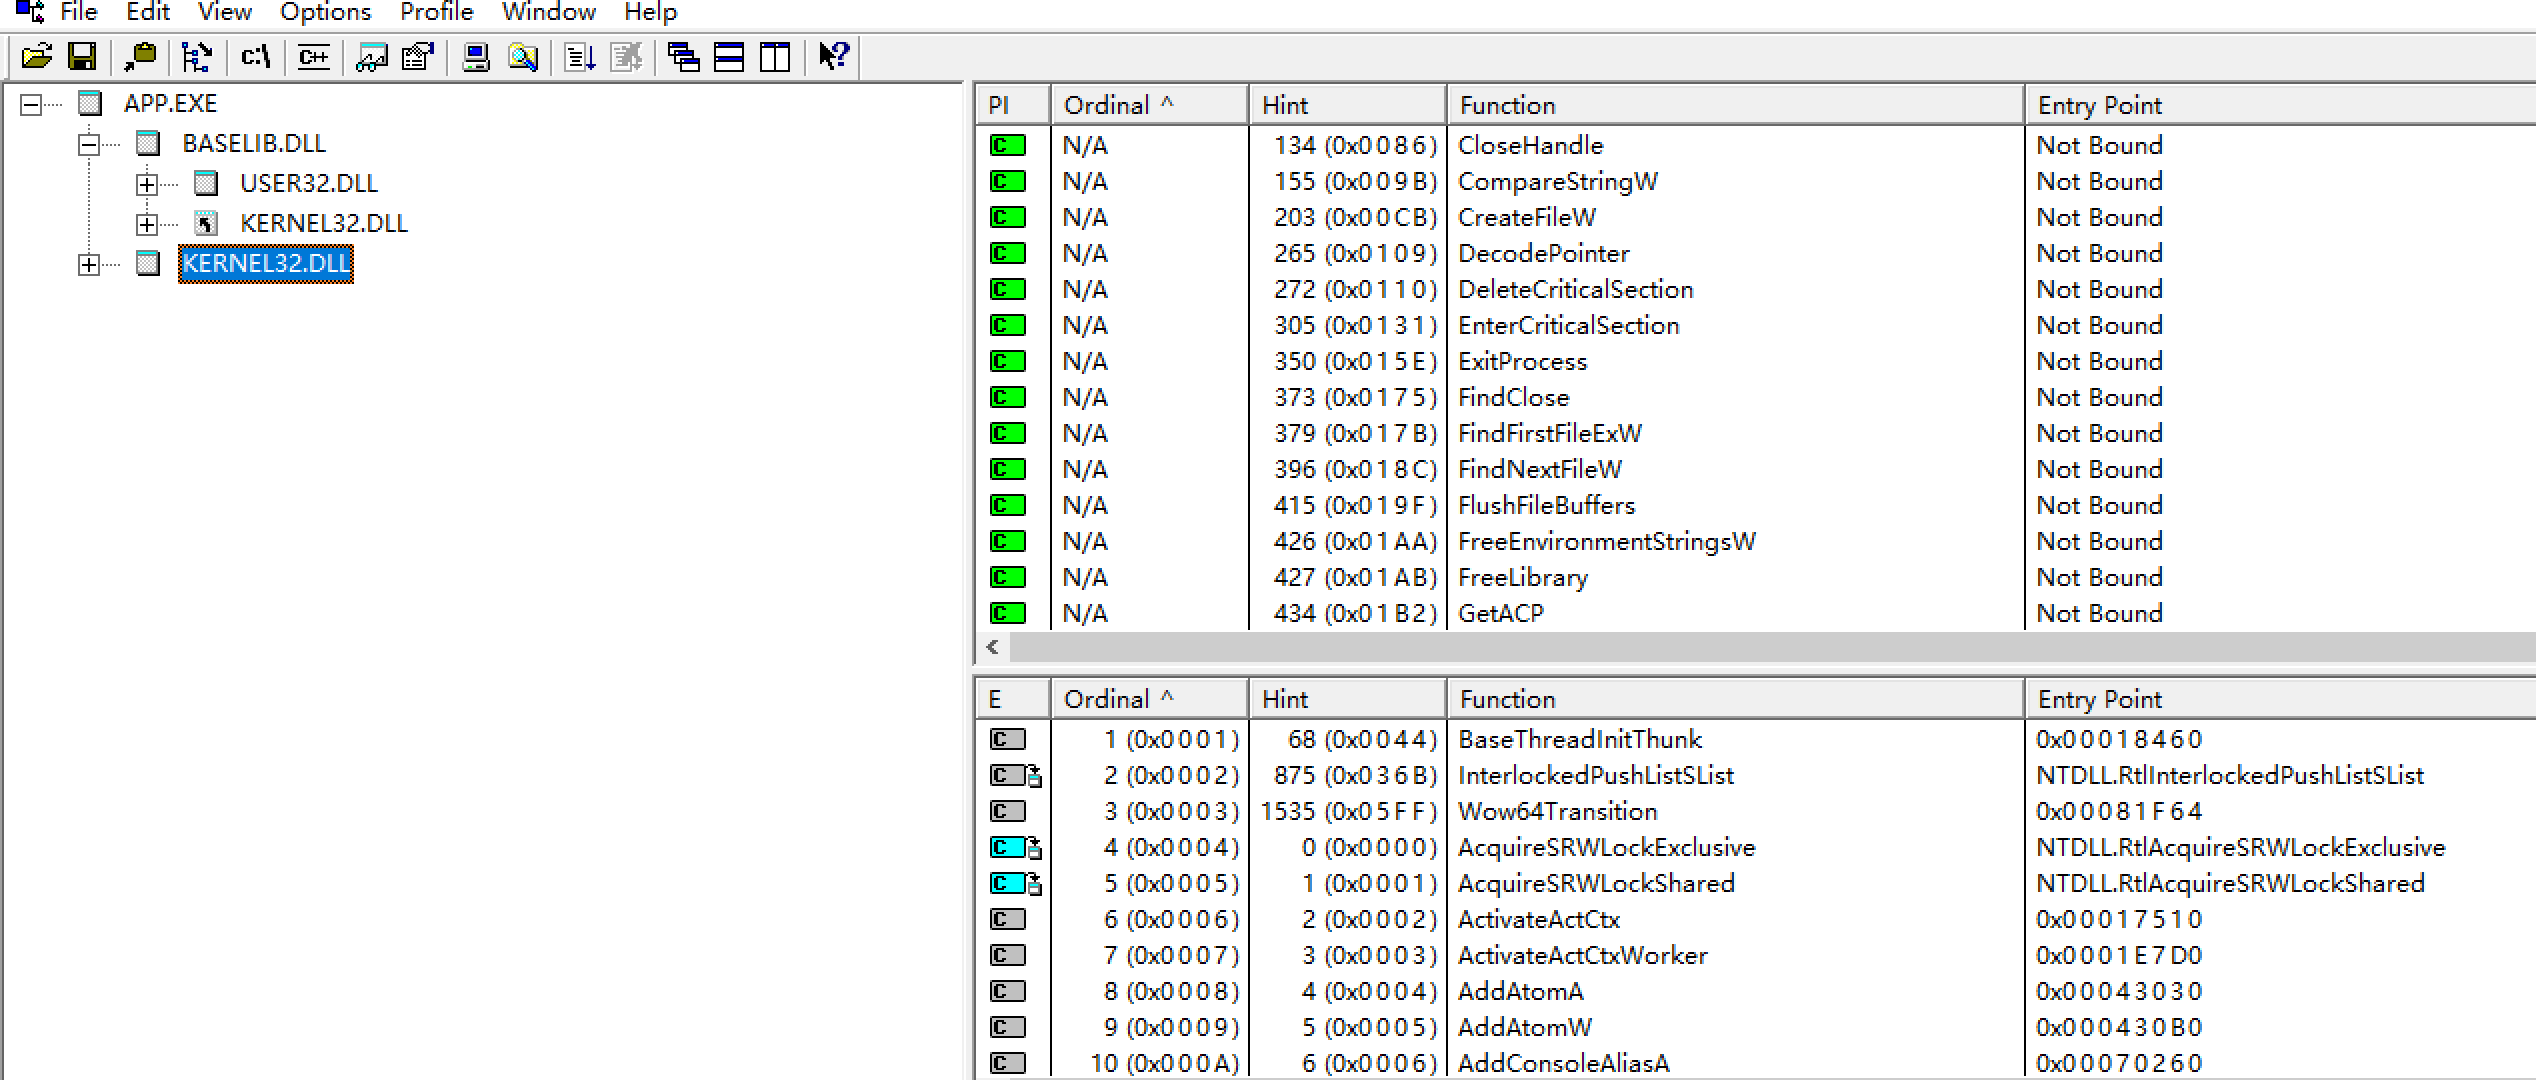 File Edit View Options Profile Window Help
c:\ C++
APP.EXE
BASELIB.DLL
USER32.DLL
KERNEL32.DLL
KERNEL32.DLL
PI Ordinal ^ Hint Function Entry Point
C N/A 134 (0x0086) CloseHandle Not Bound
C N/A 155 (0x009B) CompareStringW Not Bound
C N/A 203 (0x00CB) CreateFileW Not Bound
C N/A 265 (0x0109) DecodePointer Not Bound
C N/A 272 (0x0110) DeleteCriticalSection Not Bound
C N/A 305 (0x0131) EnterCriticalSection Not Bound
C N/A 350 (0x015E) ExitProcess Not Bound
C N/A 373 (0x0175) FindClose Not Bound
C N/A 379 (0x017B) FindFirstFileExW Not Bound
C N/A 396 (0x018C) FindNextFileW Not Bound
C N/A 415 (0x019F) FlushFileBuffers Not Bound
C N/A 426 (0x01AA) FreeEnvironmentStringsW Not Bound
C N/A 427 (0x01AB) FreeLibrary Not Bound
C N/A 434 (0x01B2) GetACP Not Bound
E Ordinal ^ Hint Function Entry Point
C 1 (0x0001) 68 (0x0044) BaseThreadInitThunk 0x00018460
C 2 (0x0002) 875 (0x036B) InterlockedPushListSList NTDLL.RtlInterlockedPushListSList
C 3 (0x0003) 1535 (0x05FF) Wow64Transition 0x00081F64
C 4 (0x0004) 0 (0x0000) AcquireSRWLockExclusive NTDLL.RtlAcquireSRWLockExclusive
C 5 (0x0005) 1 (0x0001) AcquireSRWLockShared NTDLL.RtlAcquireSRWLockShared
C 6 (0x0006) 2 (0x0002) ActivateActCtx 0x00017510
C 7 (0x0007) 3 (0x0003) ActivateActCtxWorker 0x0001E7D0
C 8 (0x0008) 4 (0x0004) AddAtomA 0x00043030
C 9 (0x0009) 5 (0x0005) AddAtomW 0x000430B0
C 10 (0x000A) 6 (0x0006) AddConsoleAliasA 0x00070260